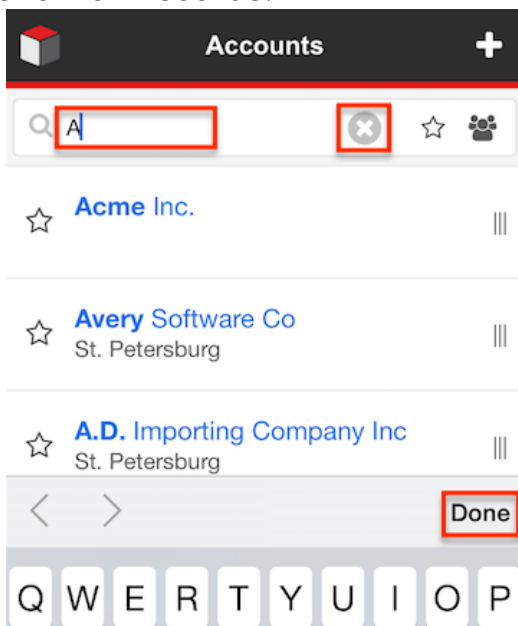 Accounts
A
Acme Inc.
Avery Software Co
St. Petersburg
A.D. Importing Company Inc
St. Petersburg
Done
Q W E R T Y U I O P